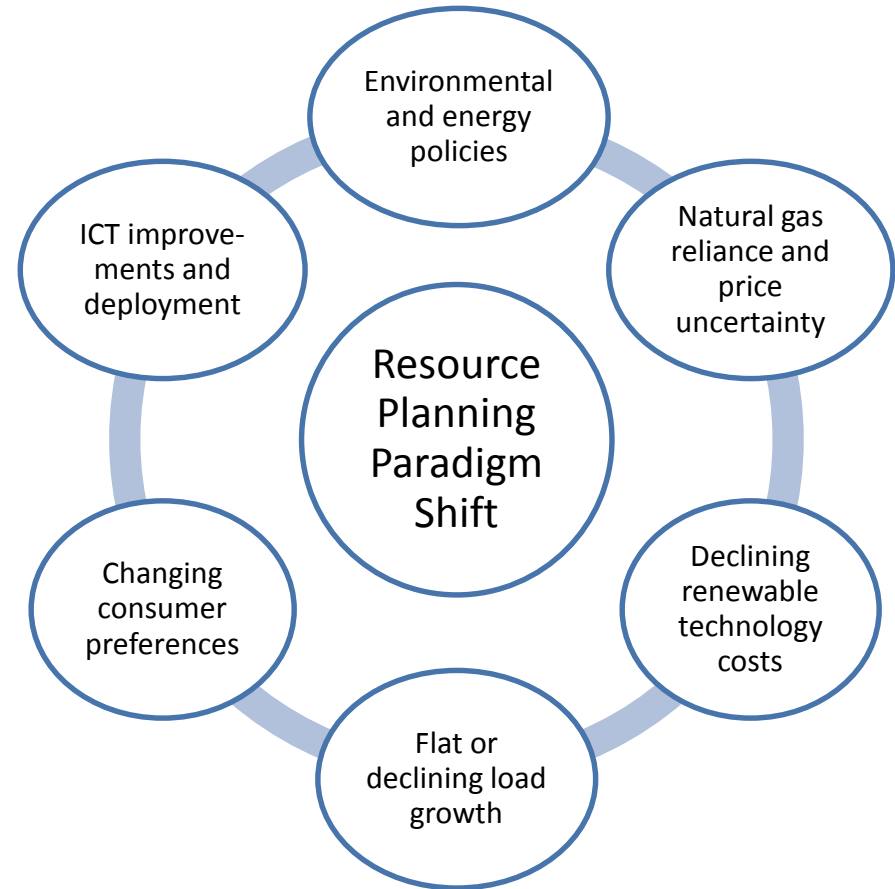 Environmental
and energy
policies
Natural gas
reliance and
price
uncertainty
Declining
renewable
technology
costs
Flat or
declining load
growth
Changing
consumer
preferences
ICT improve-
ments and
deployment
Resource
Planning
Paradigm
Shift